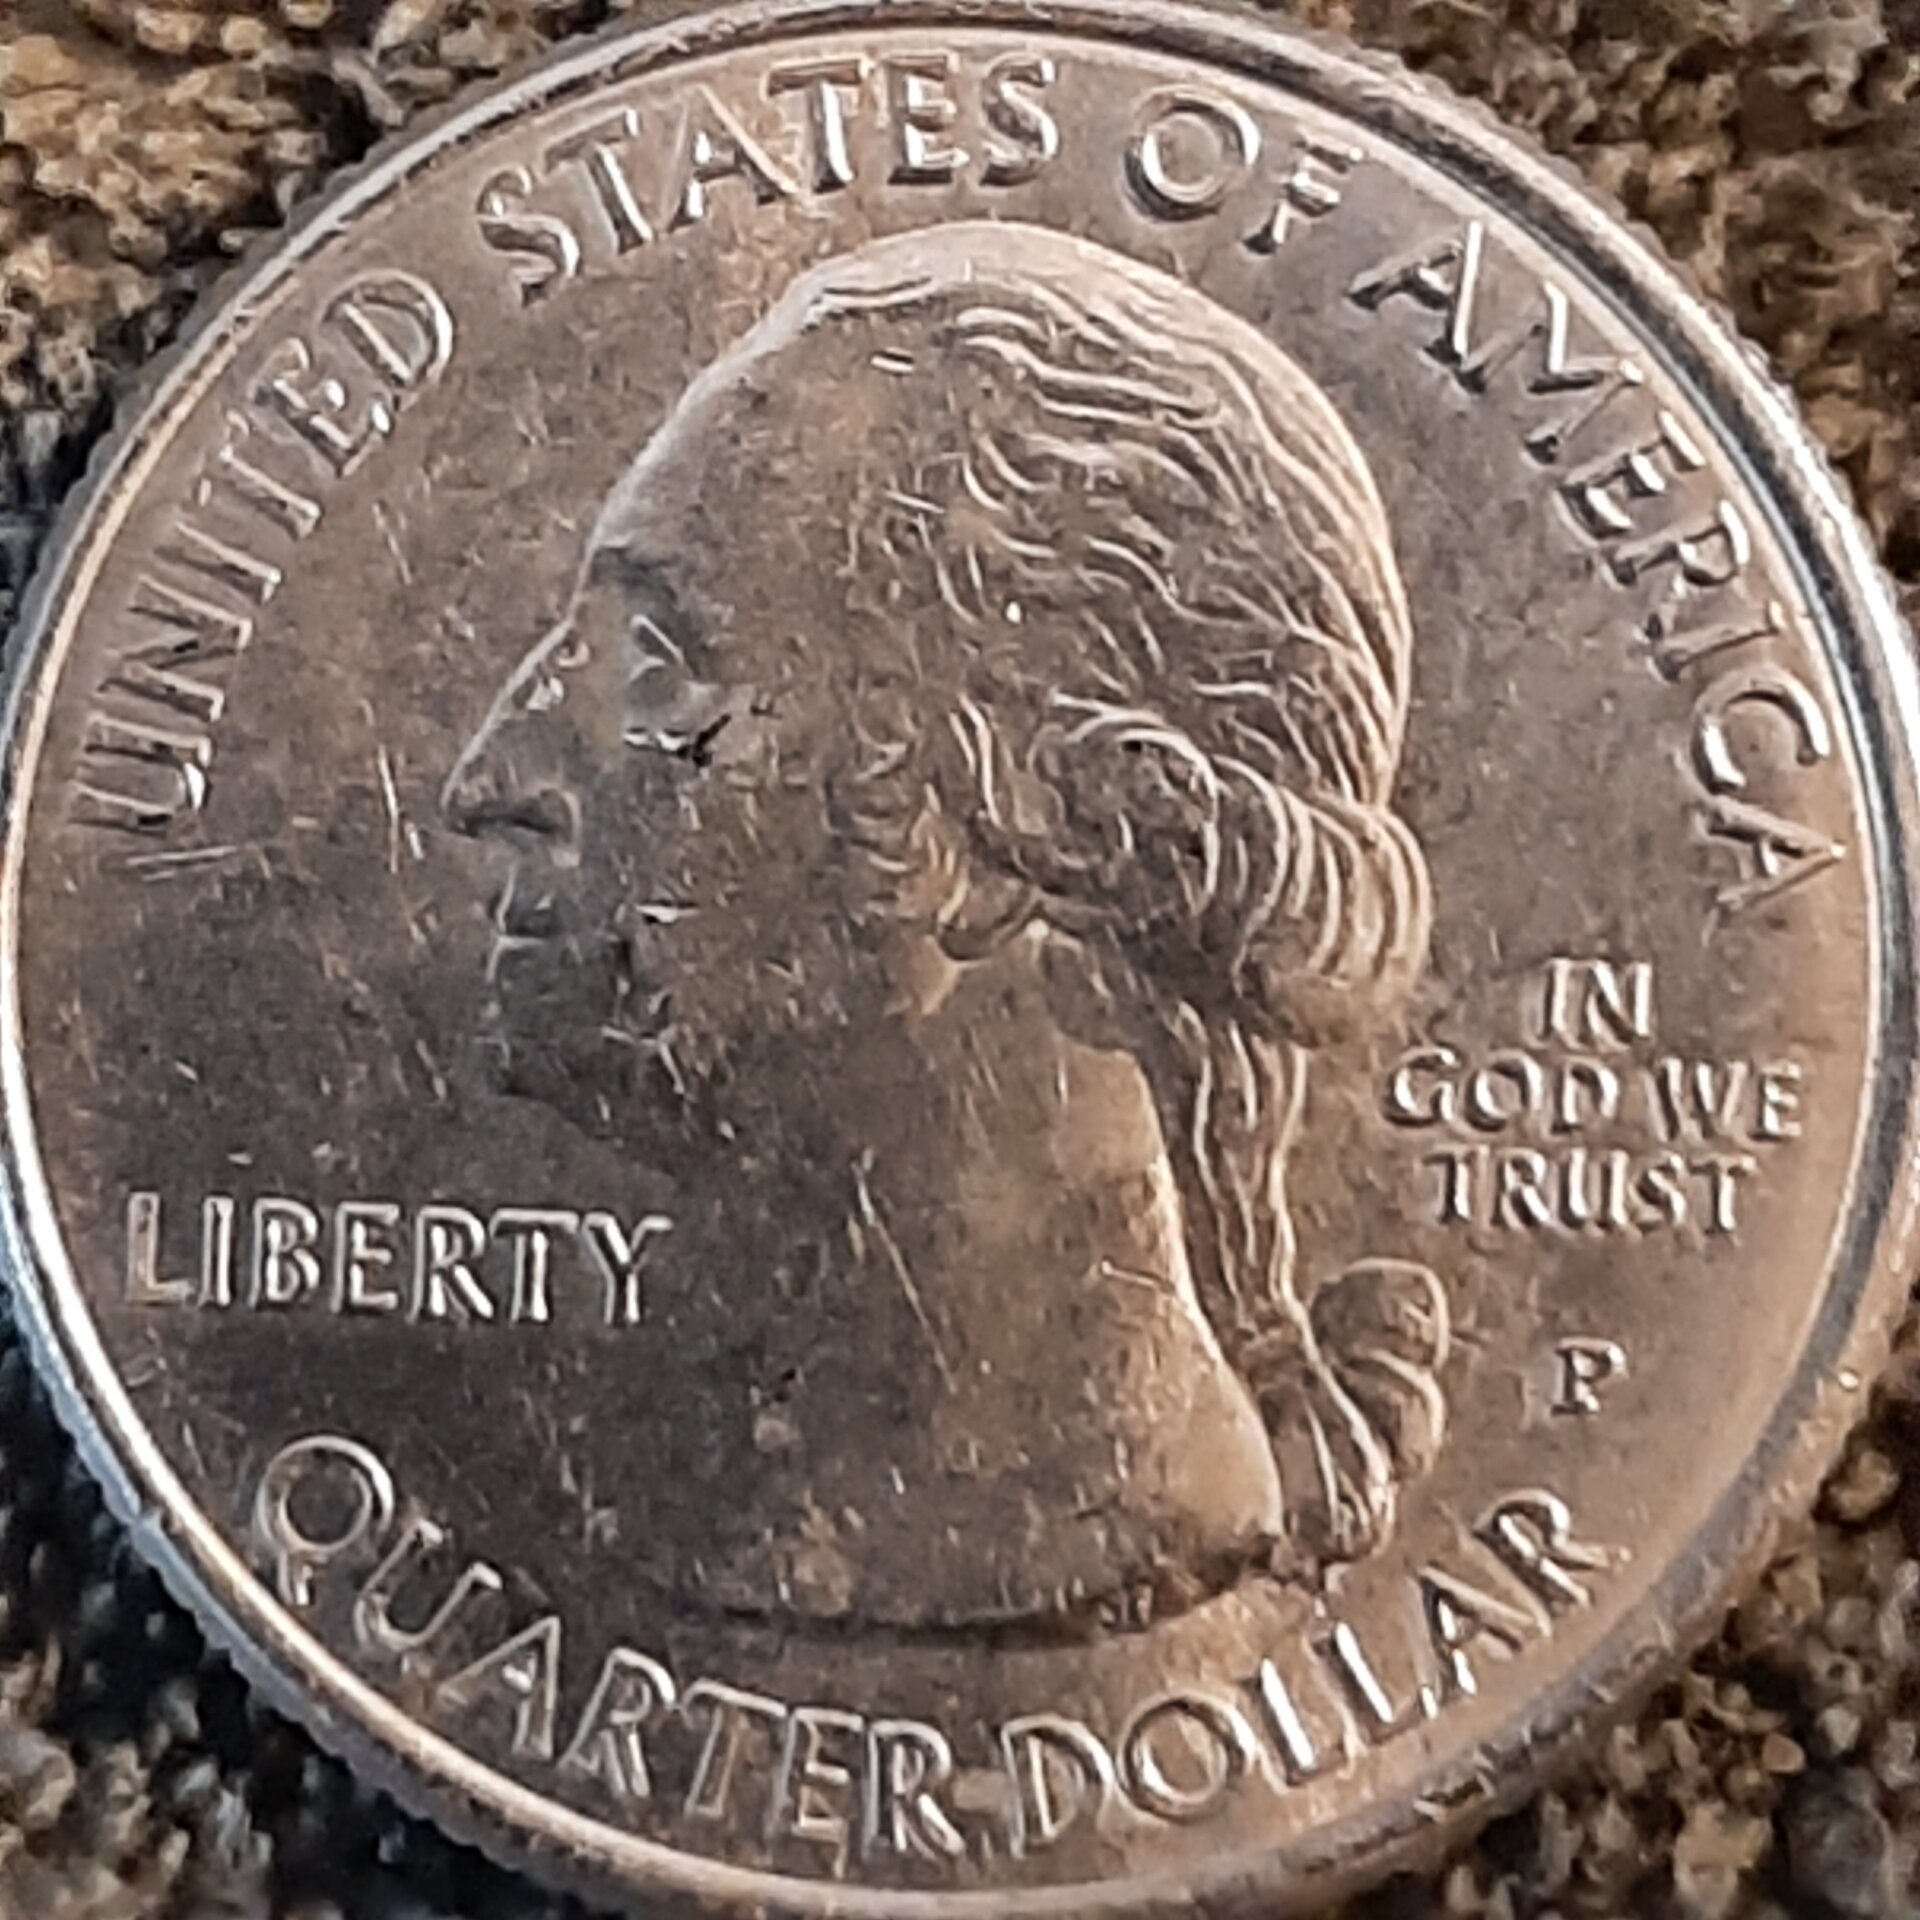 UNITED STATES OF AMERICA
LIBERTY
IN
GOD WE
TRUST
P
QUARTER DOLLAR